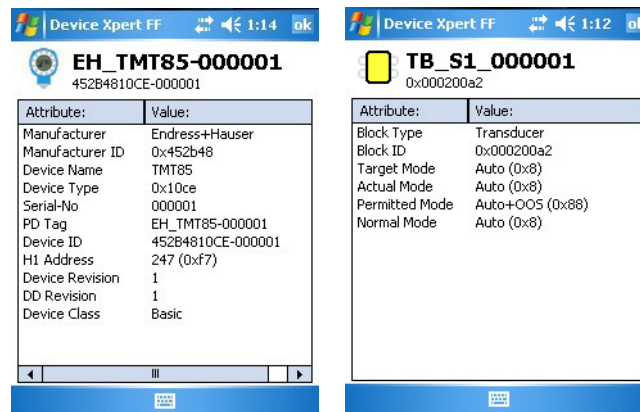 Device Xpert FF 1:14 ok
EH_TMT85-000001
452B4810CE-000001
Attribute: Value:
Manufacturer Endress+Hauser
Manufacturer ID 0x452b48
Device Name TMT85
Device Type 0x10ce
Serial-No 000001
PD Tag EH_TMT85-000001
Device ID 452B4810CE-000001
H1 Address 247 (0xf7)
Device Revision 1
DD Revision 1
Device Class Basic
Device Xpert FF 1:12 ok
TB_S1_000001
0x000200a2
Attribute: Value:
Block Type Transducer
Block ID 0x000200a2
Target Mode Auto (0x8)
Actual Mode Auto (0x8)
Permitted Mode Auto+OOS (0x88)
Normal Mode Auto (0x8)